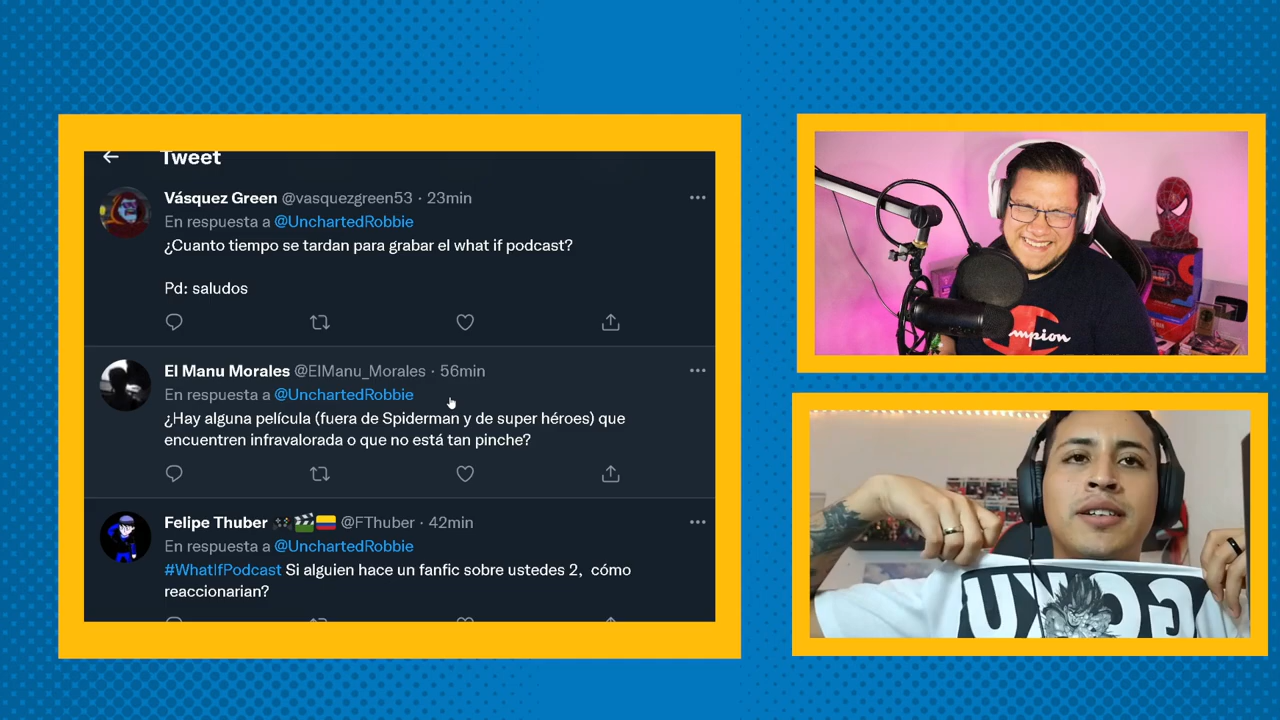 Tweet
Vásquez Green @vasquezgreen53 · 23min
En respuesta a @UnchartedRobbie
¿Cuanto tiempo se tardan para grabar el what if podcast?
Pd: saludos
El Manu Morales @ElManu_Morales · 56min
En respuesta a @UnchartedRobbie
¿Hay alguna película (fuera de Spiderman y de super héroes) que
encuentren infravalorada o que no está tan pinche?
Felipe Thuber @FThuber · 42min
En respuesta a @UnchartedRobbie
#WhatIfPodcast Si alguien hace un fanfic sobre ustedes 2, cómo
reaccionarian?
mpion
GOKU